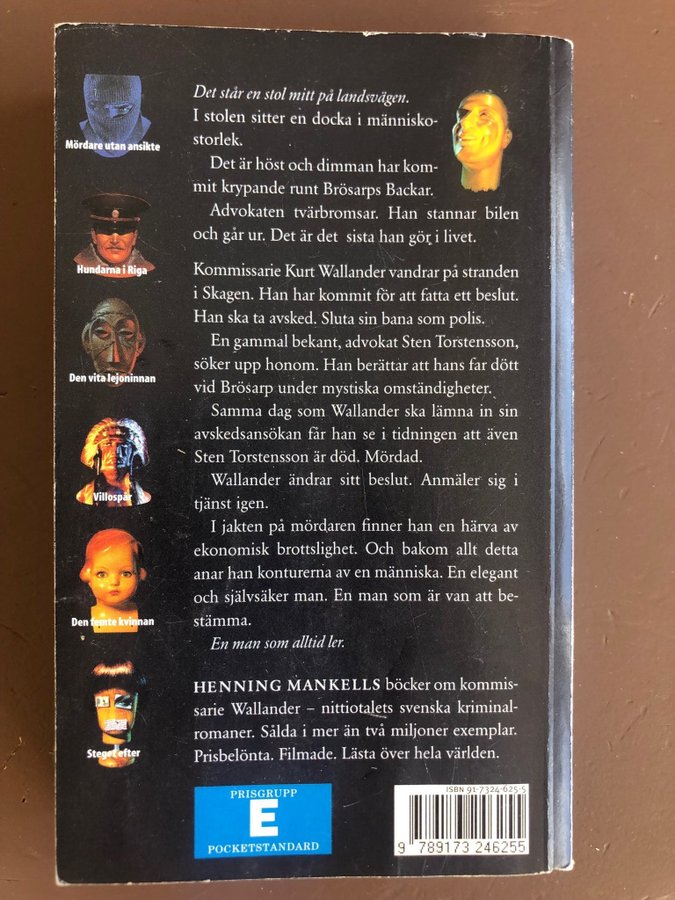 Mördare utan ansikte
Hundarna i Riga
Den vita lejoninnan
Villospår
Den femte kvinnan
Steget efter
Det står en stol mitt på landsvägen.
I stolen sitter en docka i människo-
storlek.
Det är höst och dimman har kom-
mit krypande runt Brösarps Backar.
Advokaten tvärbromsar. Han stannar bilen
och går ur. Det är det sista han gör i livet.
Kommissarie Kurt Wallander vandrar på stranden
i Skagen. Han har kommit för att fatta ett beslut.
Han ska ta avsked. Sluta sin bana som polis.
En gammal bekant, advokat Sten Torstensson,
söker upp honom. Han berättar att hans far dött
vid Brösarp under mystiska omständigheter.
Samma dag som Wallander ska lämna in sin
avskedsansökan får han se i tidningen att även
Sten Torstensson är död. Mördad.
Wallander ändrar sitt beslut. Anmäler sig i
tjänst igen.
I jakten på mördaren finner han en härva av
ekonomisk brottslighet. Och bakom allt detta
anar han konturerna av en människa. En elegant
och självsäker man. En man som är van att be-
stämma.
En man som alltid ler.
HENNING MANKELLS böcker om kommis-
sarie Wallander – nittiotalets svenska kriminal-
romaner. Sålda i mer än två miljoner exemplar.
Prisbelönta. Filmade. Lästa över hela världen.
PRISGRUPP
E
POCKETSTANDARD
ISBN 91-7324-625-5
9 789173 246255